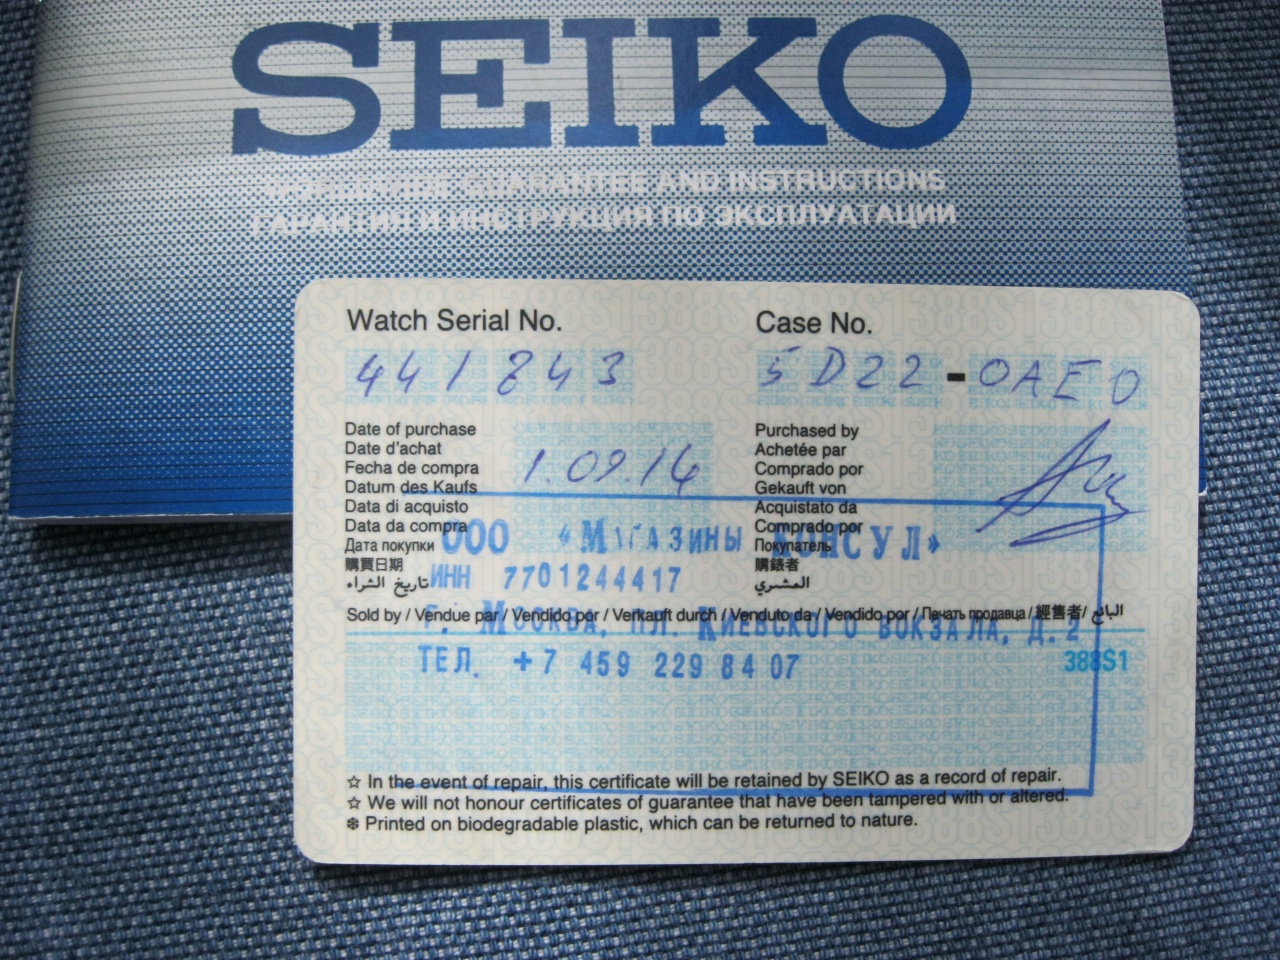 SEIKO
WORLDWIDE GUARANTEE AND INSTRUCTIONS
ГАРАНТИЯ И ИНСТРУКЦИЯ ПО ЭКСПЛУАТАЦИИ
Watch Serial No. Case No.
441843 5D22-0AE0
Date of purchase Purchased by
Date d'achat Achetée par
Fecha de compra 1.09.14 Comprado por
Datum des Kaufs Gekauft von
Data di acquisto Acquistato da
Data da compra Comprado por
ООО «Магазины Консул»
Дата покупки Покупатель
購買日期 購錶者
تاريخ الشراء المشتري
ИНН 7701244417
Sold by / Vendue par / Vendido por / Verkauft durch / Venduto da / Vendido por / Печать продавца / 經售者 / البائع
г. Москва, пл. Киевского вокзала, д. 2
ТЕЛ. +7 459 229 84 07 388S1
☆ In the event of repair, this certificate will be retained by SEIKO as a record of repair.
☆ We will not honour certificates of guarantee that have been tampered with or altered.
❄ Printed on biodegradable plastic, which can be returned to nature.